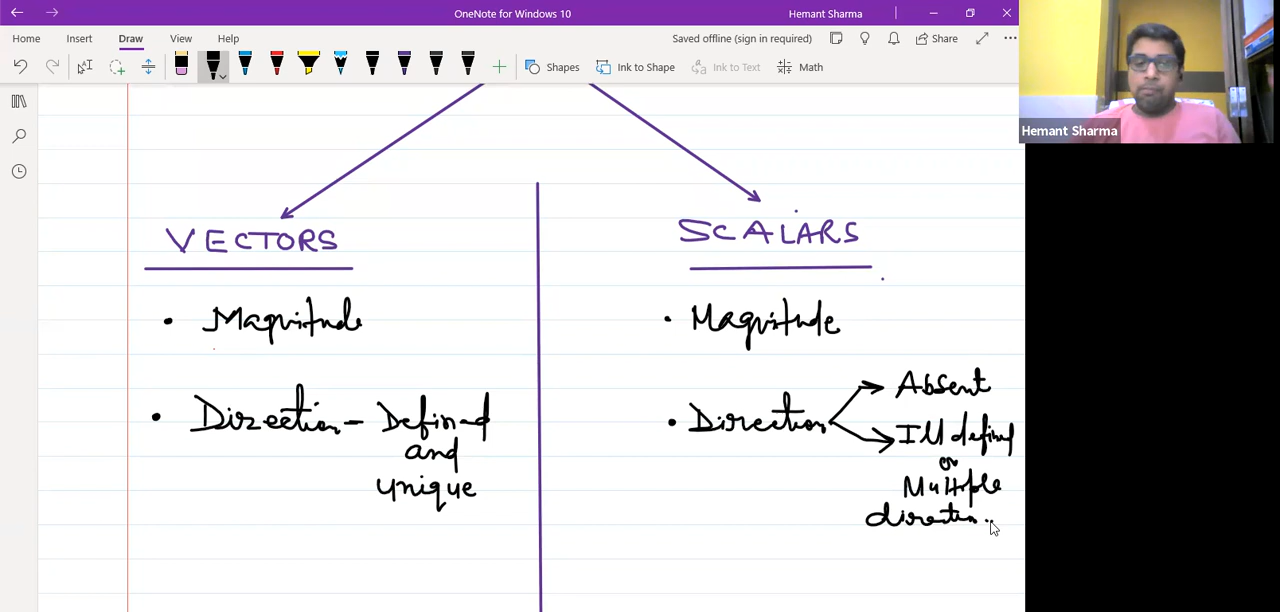 OneNote for Windows 10
Hemant Sharma
Home Insert Draw View Help
Saved offline (sign in required)
Share
Shapes
Ink to Shape
Ink to Text
Math
Hemant Sharma
VECTORS
• Magnitude
• Direction – Defined
and
unique
SCALARS
• Magnitude
• Direction
Absent
Ill defined
or
Multiple
direction.